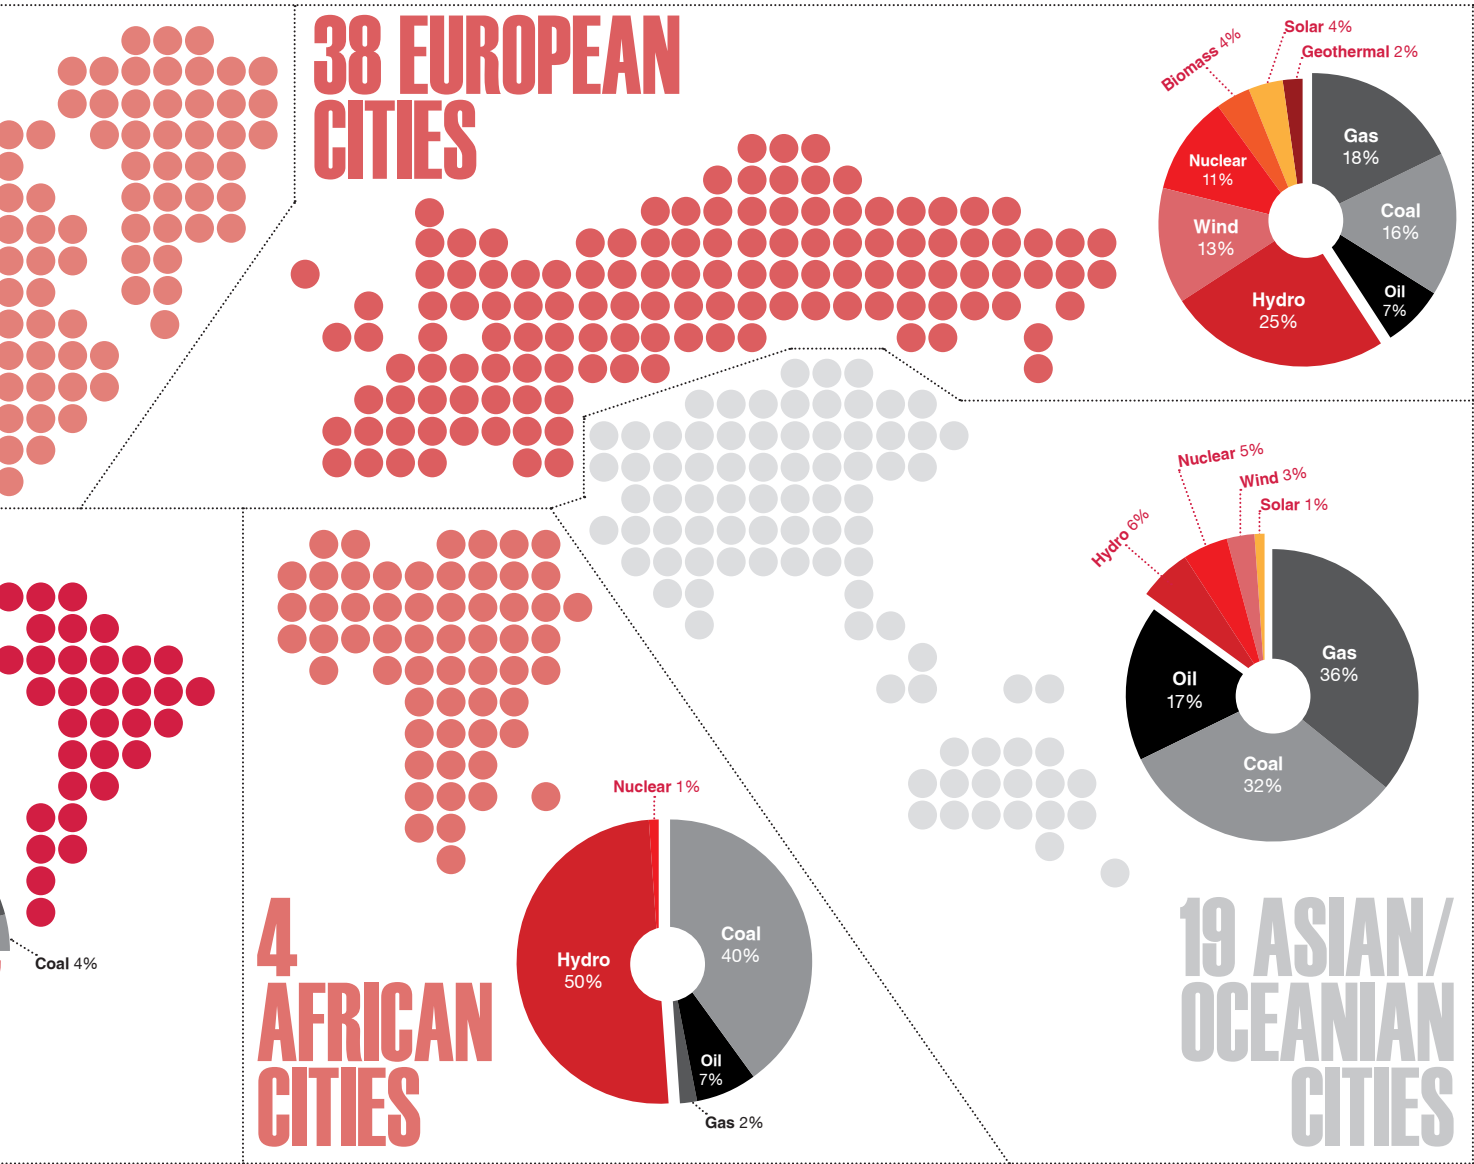 38 EUROPEAN
CITIES
Solar 4%
Biomass 4%
Geothermal 2%
Gas
18%
Nuclear
11%
Coal
16%
Wind
13%
Oil
7%
Hydro
25%
Nuclear 5%
Wind 3%
Solar 1%
Hydro 6%
Gas
36%
Oil
17%
Coal
32%
19 ASIAN/
OCEANIAN
CITIES
Nuclear 1%
Coal
40%
Hydro
50%
Oil
7%
Gas 2%
4
AFRICAN
CITIES
Coal 4%